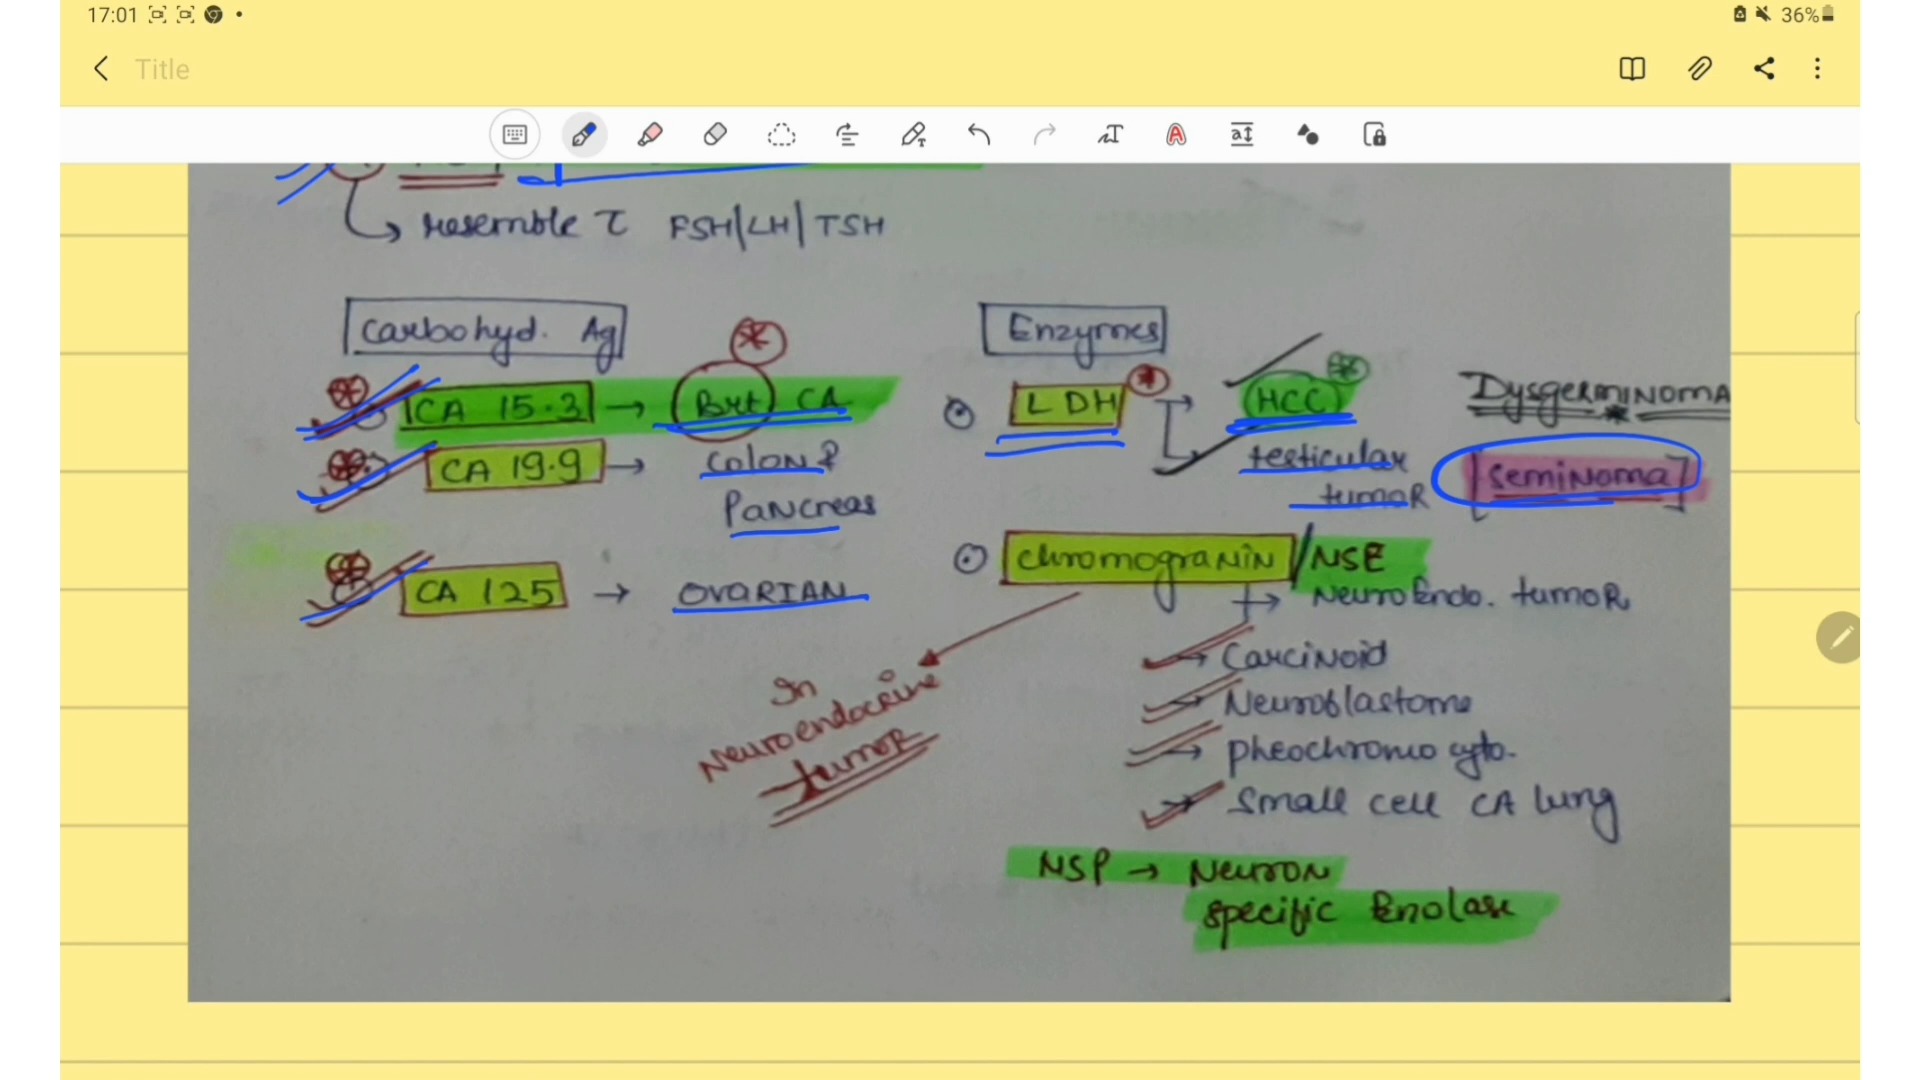 17:01
36%
Title
resemble c̄ FSH/LH/TSH
Carbohyd. Ag
CA 15.3 → Brt CA
CA 19.9 → Colon &
Pancreas
CA 125 → OVARIAN
In
Neuroendocrine
tumor
Enzymes
LDH → HCC
testicular
tumoR
DysgermiNOMA
[SemiNoma]
ChromograNiN / NSE
→ NeuroEndo. tumoR
→ CarciNoid
→ Neuroblastoma
→ pheochromocyto.
→ Small cell CA lung
NSP → Neuron
specific Enolase